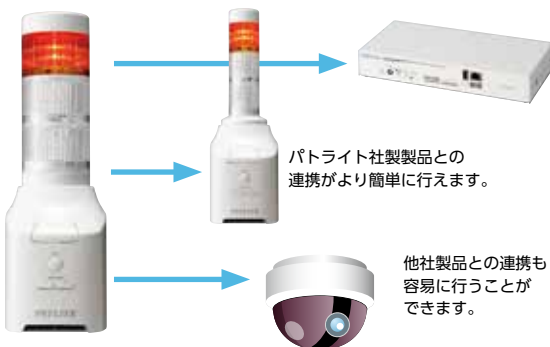 パトライト社製製品との
連携がより簡単に行えます。
他社製品との連携も
容易に行うことが
できます。